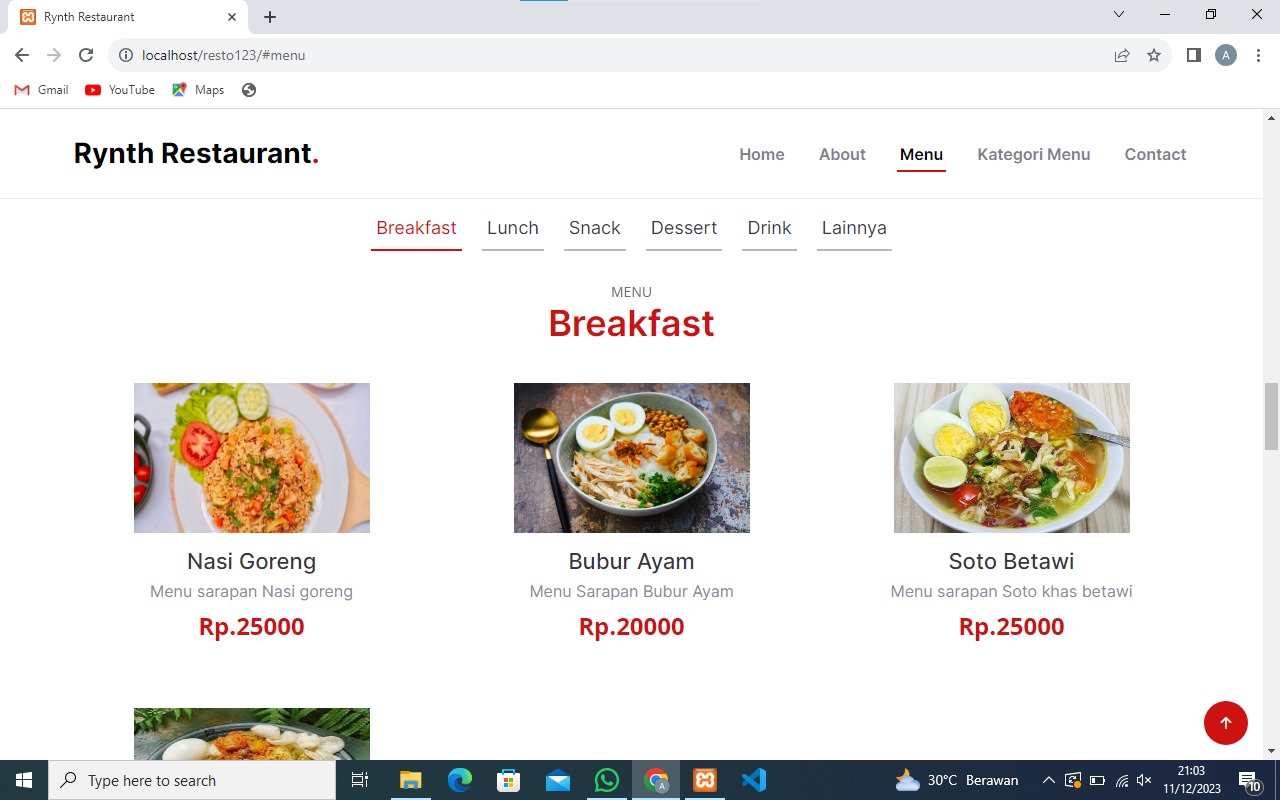 Rynth Restaurant
localhost/resto123/#menu
A
Gmail
YouTube
Maps
Rynth Restaurant.
Home
About
Menu
Kategori Menu
Contact
Breakfast
Lunch
Snack
Dessert
Drink
Lainnya
MENU
Breakfast
Nasi Goreng
Menu sarapan Nasi goreng
Rp.25000
Bubur Ayam
Menu Sarapan Bubur Ayam
Rp.20000
Soto Betawi
Menu sarapan Soto khas betawi
Rp.25000
Type here to search
A
30°C Berawan
21:03
11/12/2023
10